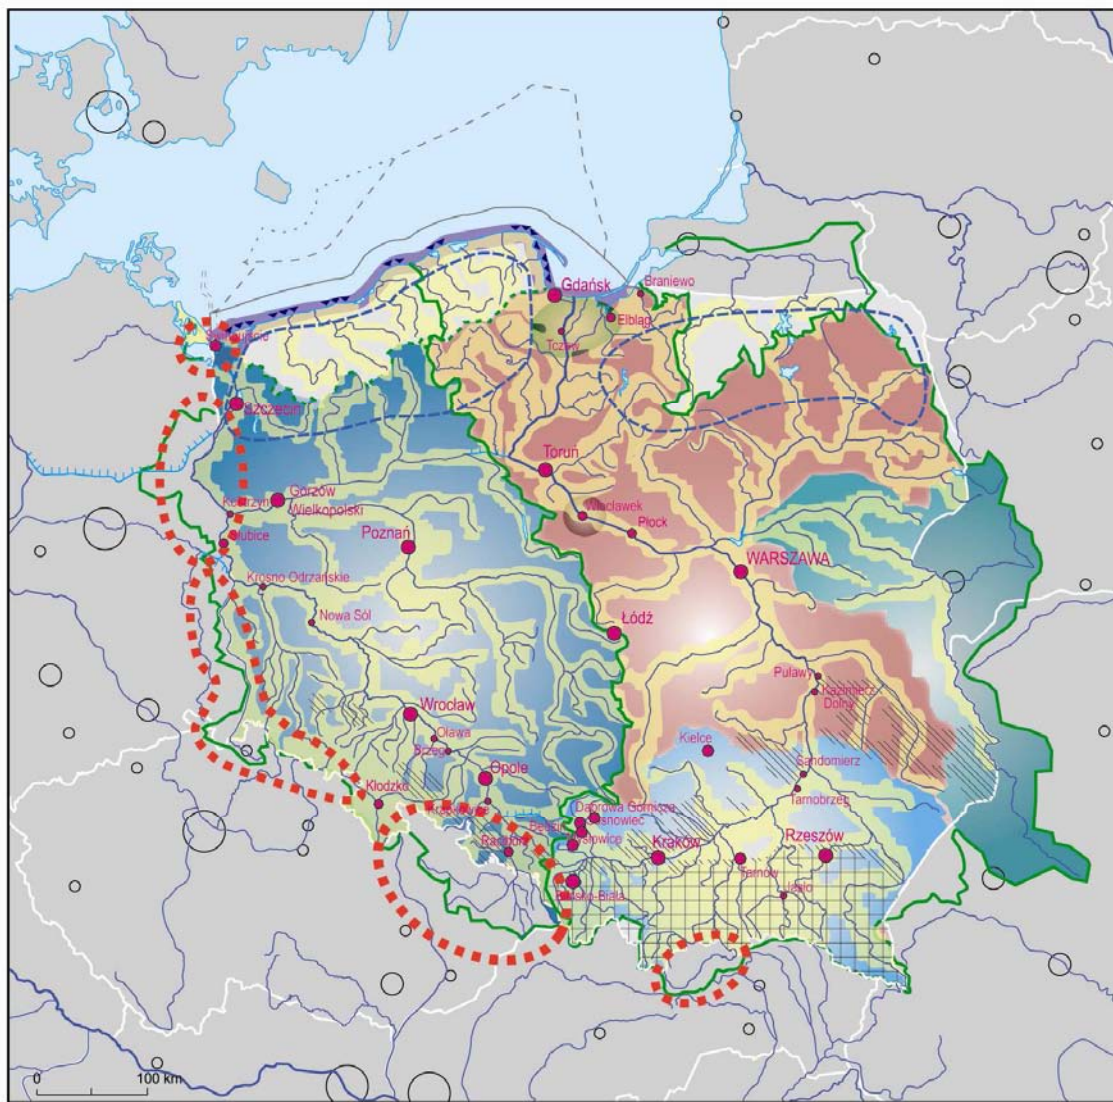 Gdańsk
Braniewo
Elbląg
Tczew
Szczecin
Toruń
Włocławek
Płock
Gorzów
Wielkopolski
Kostrzyn
Słubice
Poznań
WARSZAWA
Krosno Odrzańskie
Nowa Sól
Łódź
Puławy
Kazimierz
Dolny
Wrocław
Oława
Brzeg
Kielce
Sandomierz
Opole
Tarnobrzeg
Kłodzko
Dąbrowa Górnicza
Sosnowiec
Mysłowice
Racibórz
Kraków
Rzeszów
Tarnów
Jasło
Bielsko-Biała
0
100 km